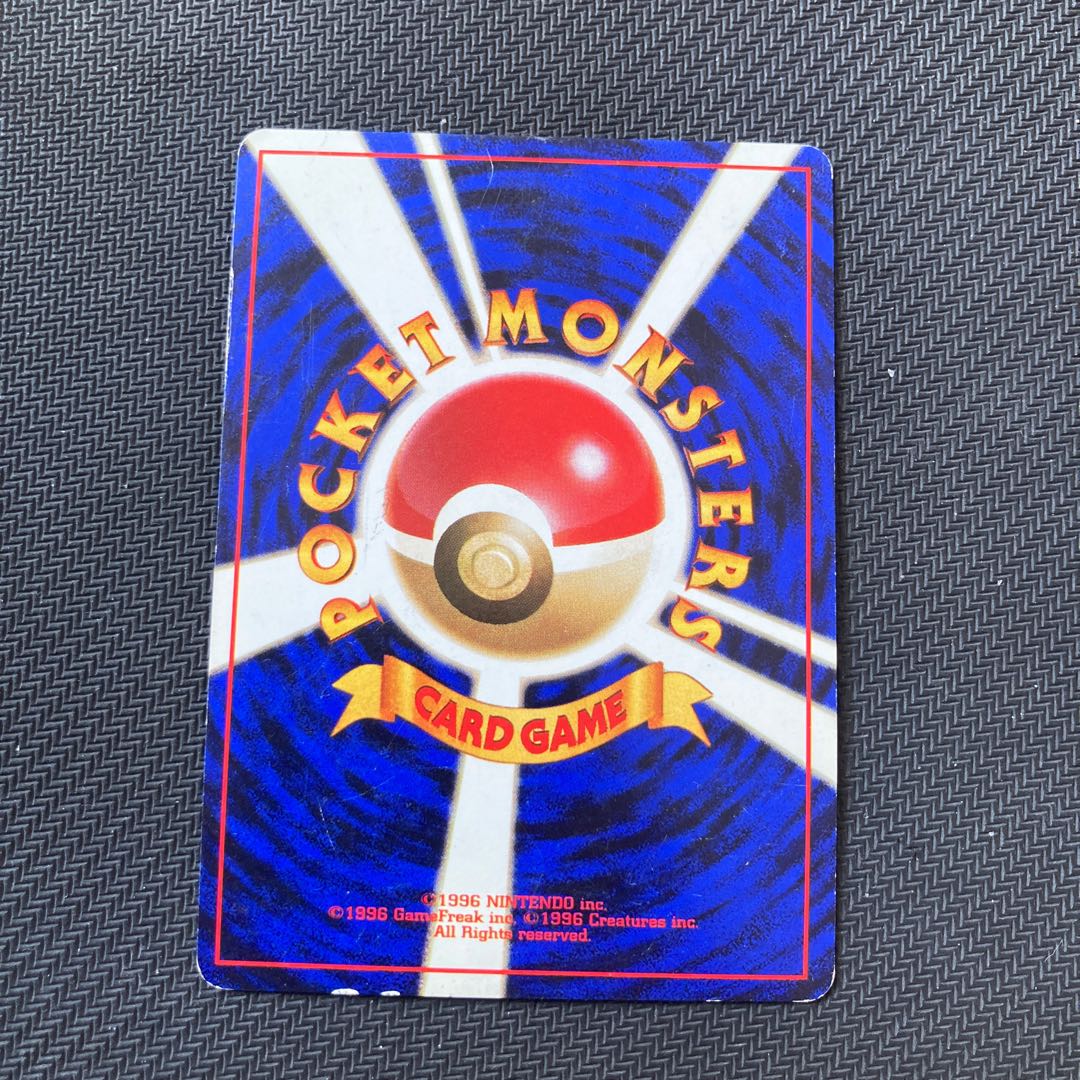 POCKET MONSTERS
CARD GAME
©1996 NINTENDO inc.
©1996 GameFreak inc. ©1996 Creatures inc.
All Rights reserved.